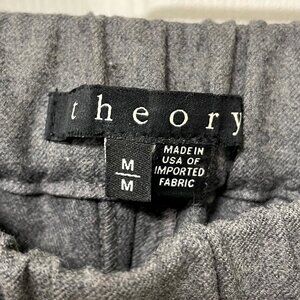 theory
M
M
MADE IN
USA OF
IMPORTED
FABRIC